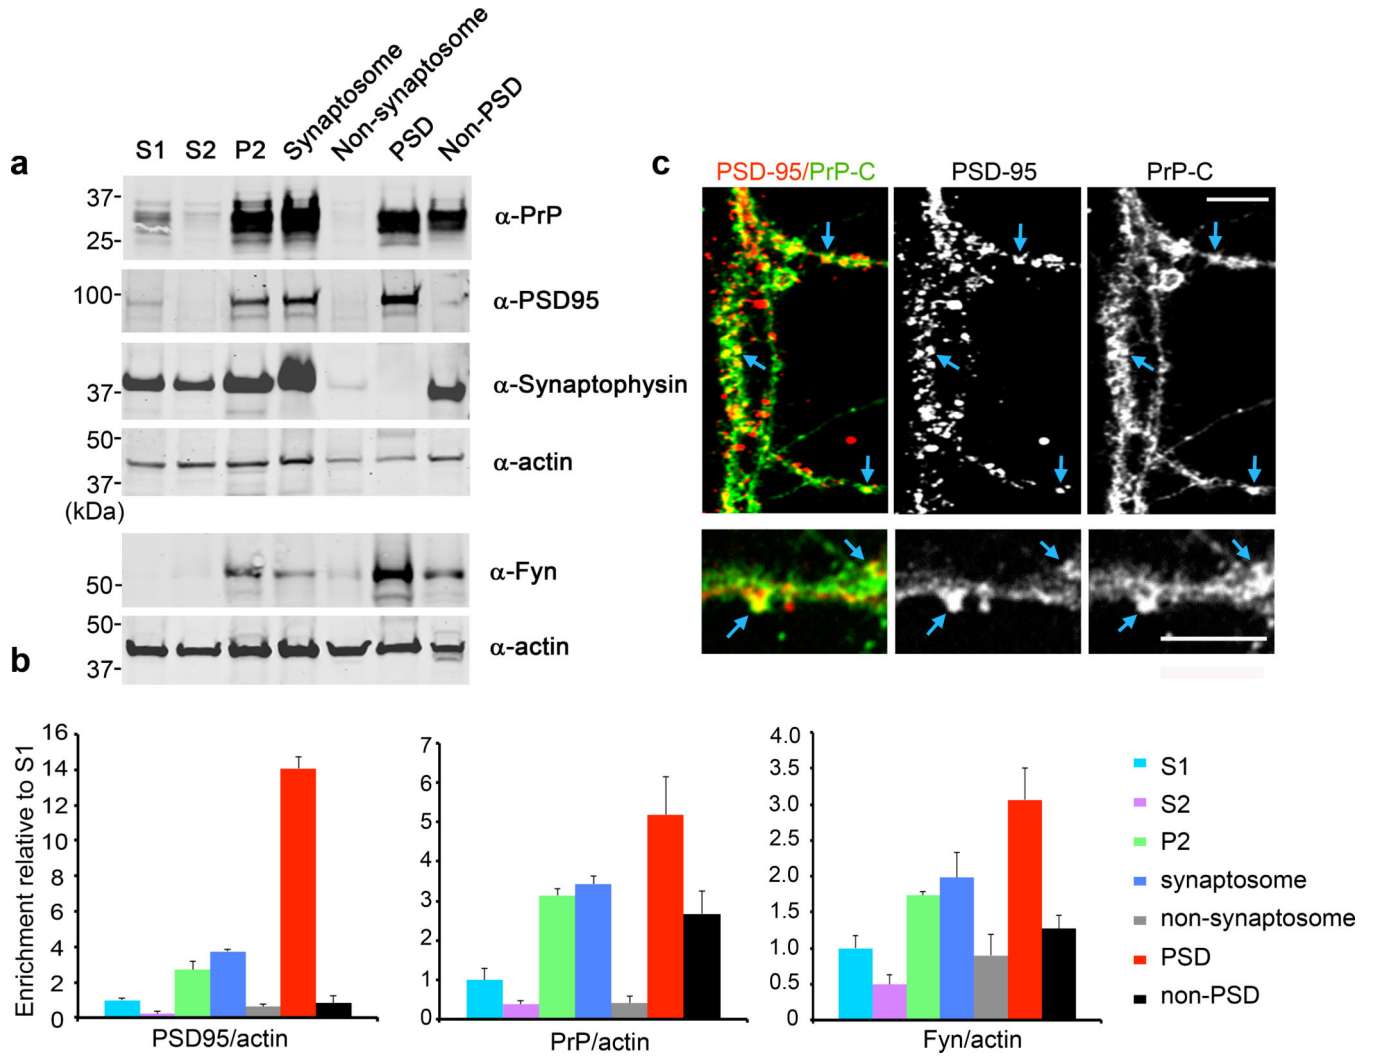 a
S1 S2 P2 Synaptosome Non-synaptosome PSD Non-PSD
37-
25-
α-PrP
100-
α-PSD95
37-
α-Synaptophysin
50-
37-
(kDa)
α-actin
50-
α-Fyn
50-
37-
α-actin
c
PSD-95/PrP-C PSD-95 PrP-C
b
Enrichment relative to S1
16
14
12
10
8
6
4
2
0
PSD95/actin
7
6
5
4
3
2
1
0
PrP/actin
4.0
3.5
3.0
2.5
2.0
1.5
1.0
0.5
0
Fyn/actin
S1
S2
P2
synaptosome
non-synaptosome
PSD
non-PSD